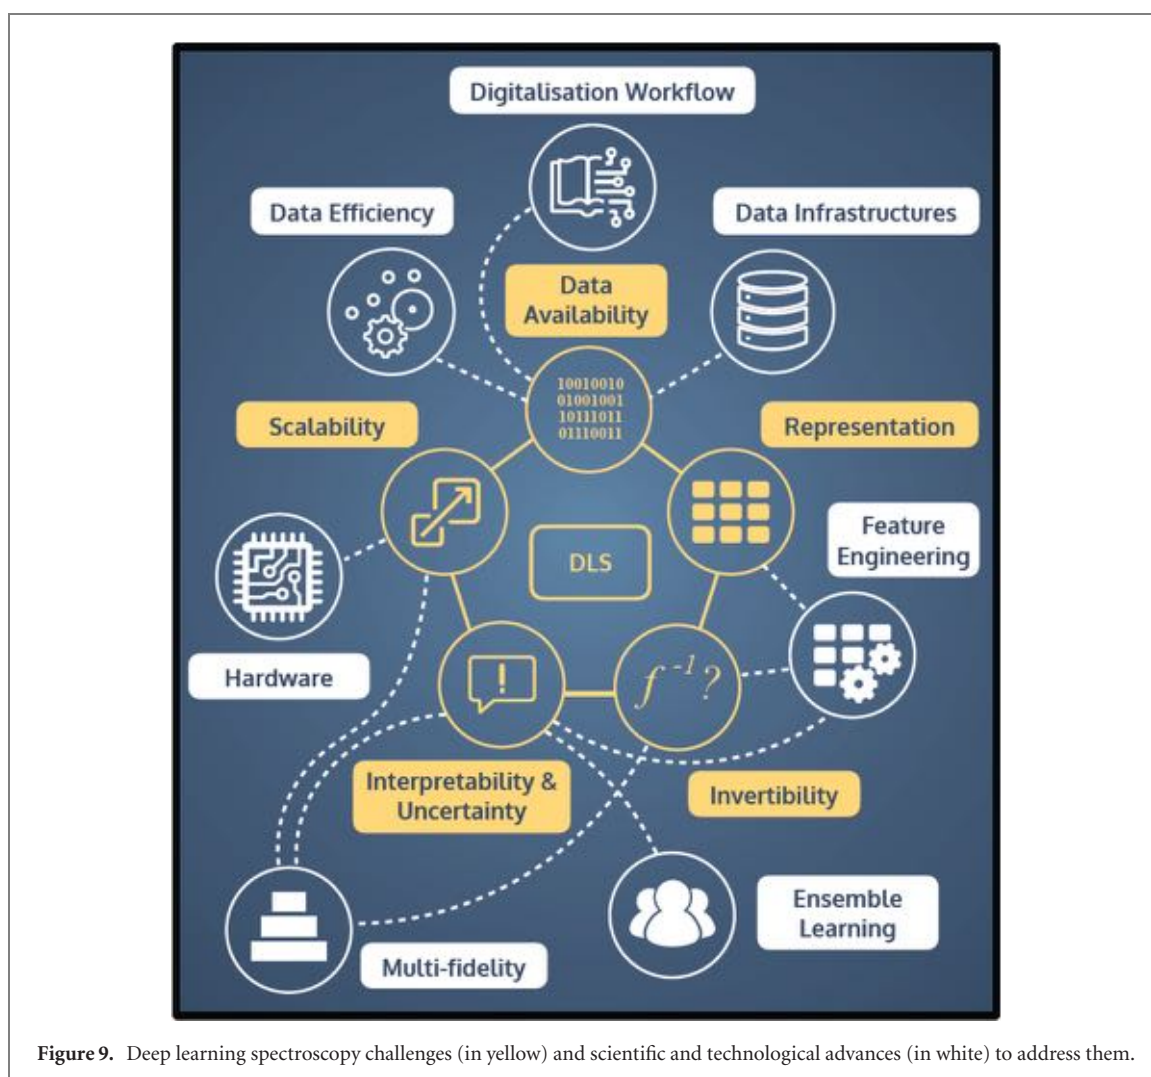 Digitalisation Workflow
Data Efficiency
Data Infrastructures
Data
Availability
10010010
01001001
10111011
01110011
Scalability
Representation
Feature
Engineering
DLS
Hardware
!
f⁻¹?
Interpretability &
Uncertainty
Invertibility
Ensemble
Learning
Multi-fidelity
Figure 9. Deep learning spectroscopy challenges (in yellow) and scientific and technological advances (in white) to address them.